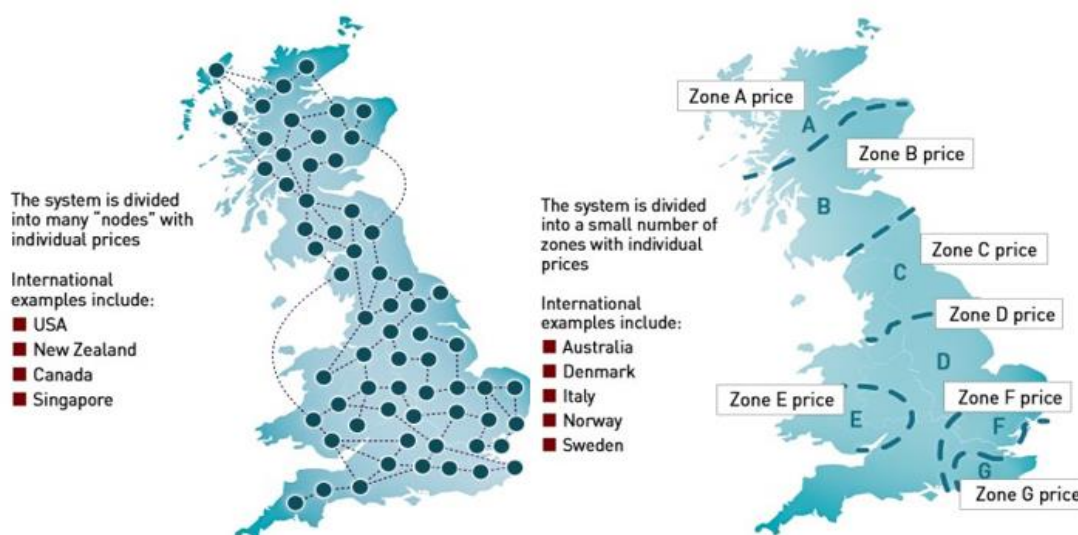 The system is divided
into many "nodes" with
individual prices
International
examples include:
USA
New Zealand
Canada
Singapore
The system is divided
into a small number of
zones with individual
prices
International
examples include:
Australia
Denmark
Italy
Norway
Sweden
Zone A price
A
Zone B price
B
Zone C price
C
Zone D price
D
Zone E price
E
Zone F price
F
G
Zone G price